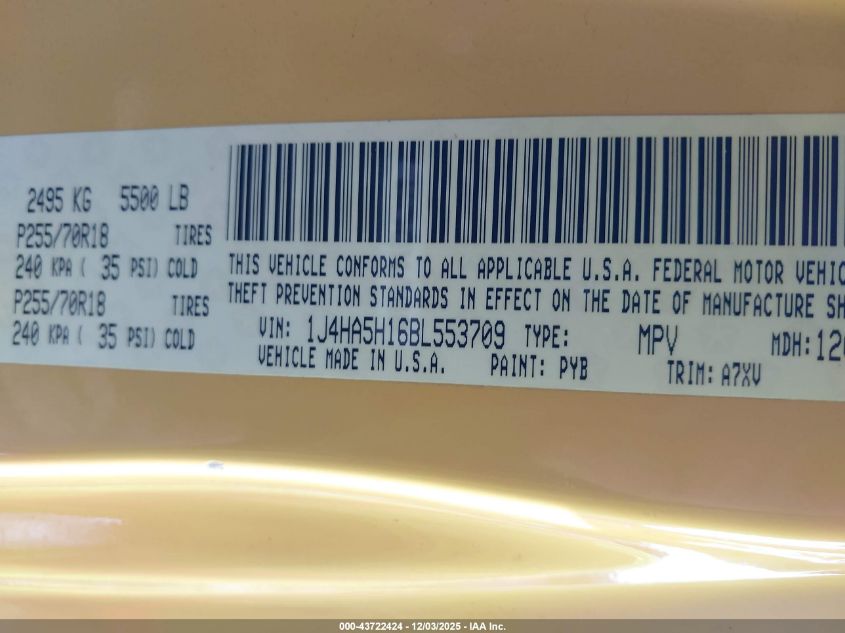 2495 KG 5500 LB
P255/70R18 TIRES
240 KPA ( 35 PSI) COLD
P255/70R18 TIRES
240 KPA ( 35 PSI) COLD
THIS VEHICLE CONFORMS TO ALL APPLICABLE U.S.A. FEDERAL MOTOR VEHIC
THEFT PREVENTION STANDARDS IN EFFECT ON THE DATE OF MANUFACTURE SH
VIN: 1J4HA5H16BL553709 TYPE: MPV MDH: 120
VEHICLE MADE IN U.S.A. PAINT: PYB TRIM: A7XV
000-43722424 - 12/03/2025 - IAA Inc.